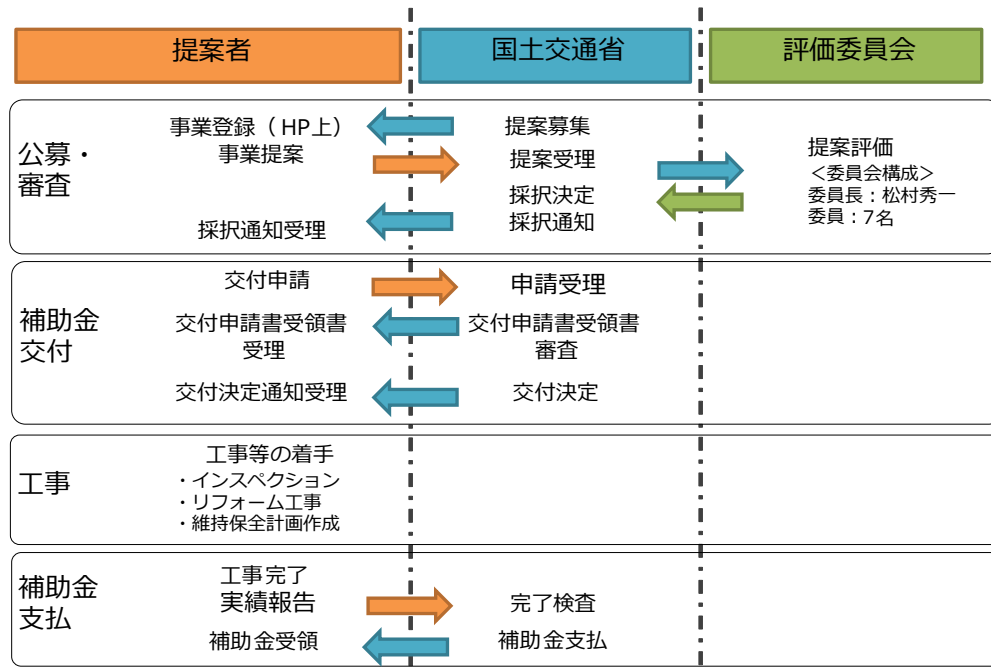 提案者
国土交通省
評価委員会
公募・
審査
事業登録（HP上）
事業提案
採択通知受理
提案募集
提案受理
採択決定
採択通知
提案評価
＜委員会構成＞
委員長：松村秀一
委員：7名
補助金
交付
交付申請
交付申請書受領書
受理
交付決定通知受理
申請受理
交付申請書受領書
審査
交付決定
工事
工事等の着手
・インスペクション
・リフォーム工事
・維持保全計画作成
補助金
支払
工事完了
実績報告
補助金受領
完了検査
補助金支払